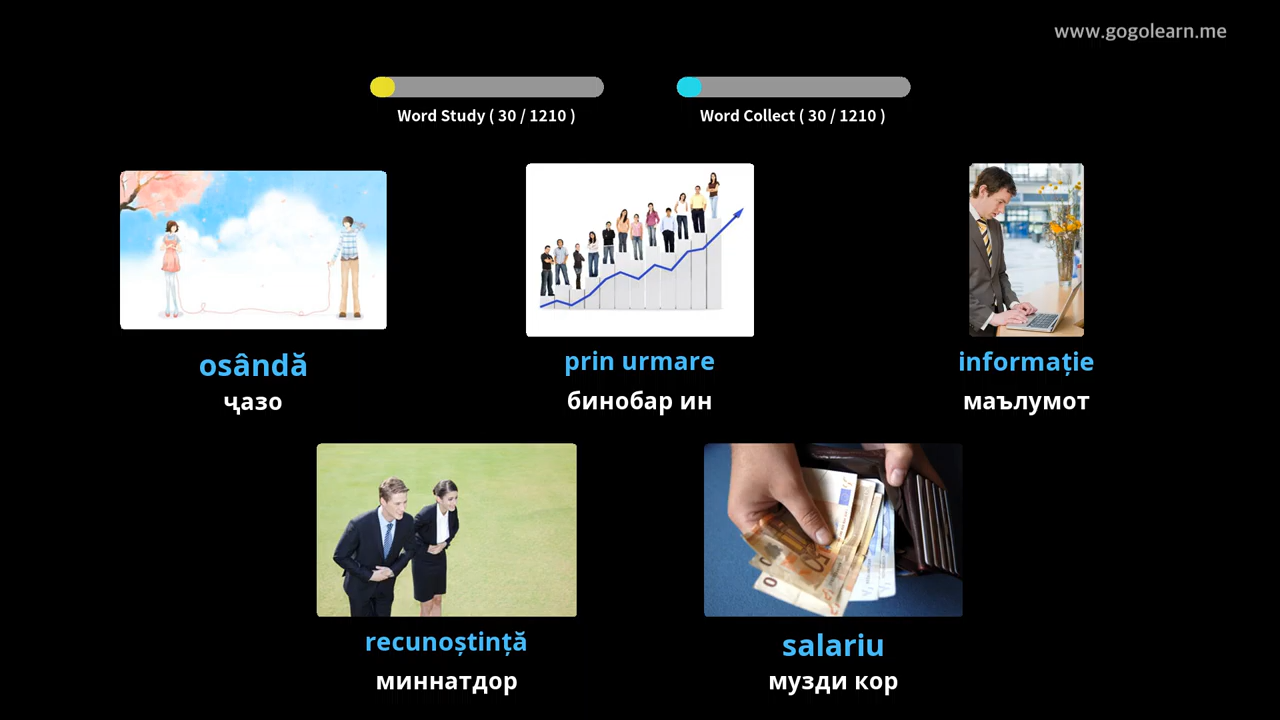 www.gogolearn.me
Word Study ( 30 / 1210 )
Word Collect ( 30 / 1210 )
osândă
ҷазо
prin urmare
бинобар ин
informație
маълумот
recunoștință
миннатдор
salariu
музди кор